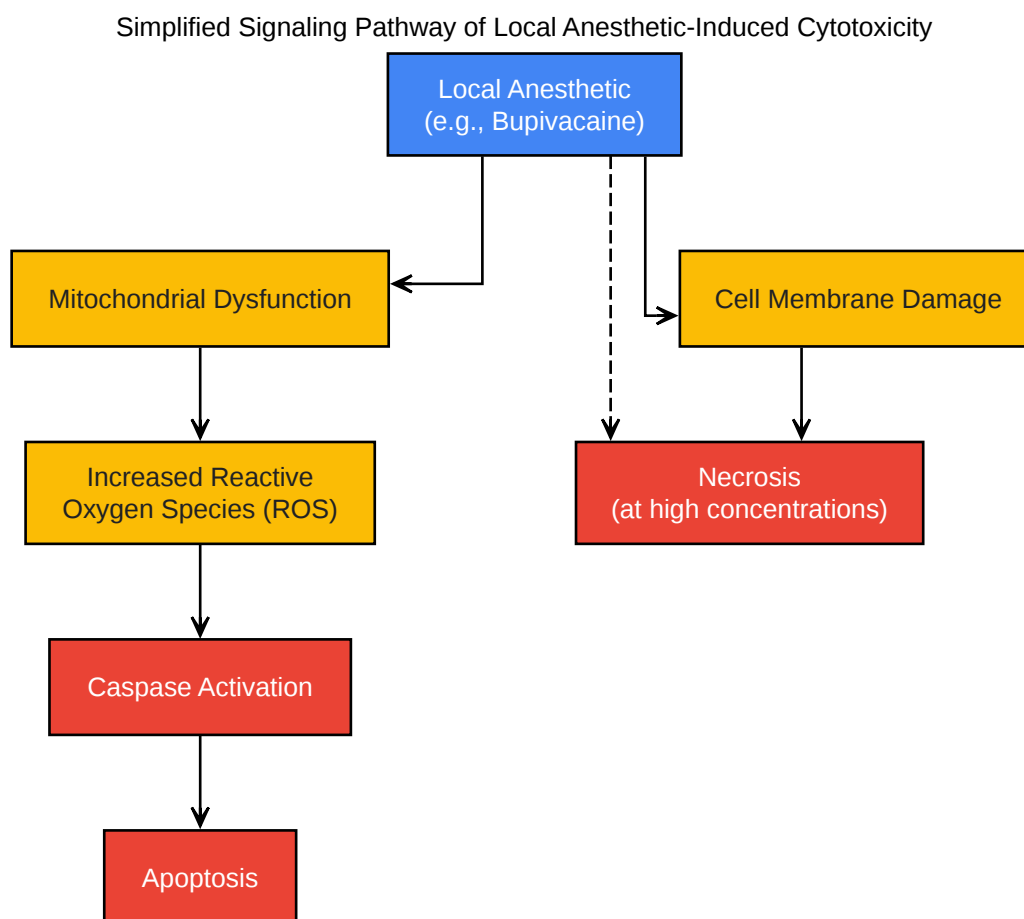 Simplified Signaling Pathway of Local Anesthetic-Induced Cytotoxicity
Local Anesthetic
(e.g., Bupivacaine)
Mitochondrial Dysfunction
Cell Membrane Damage
Increased Reactive
Oxygen Species (ROS)
Necrosis
(at high concentrations)
Caspase Activation
Apoptosis